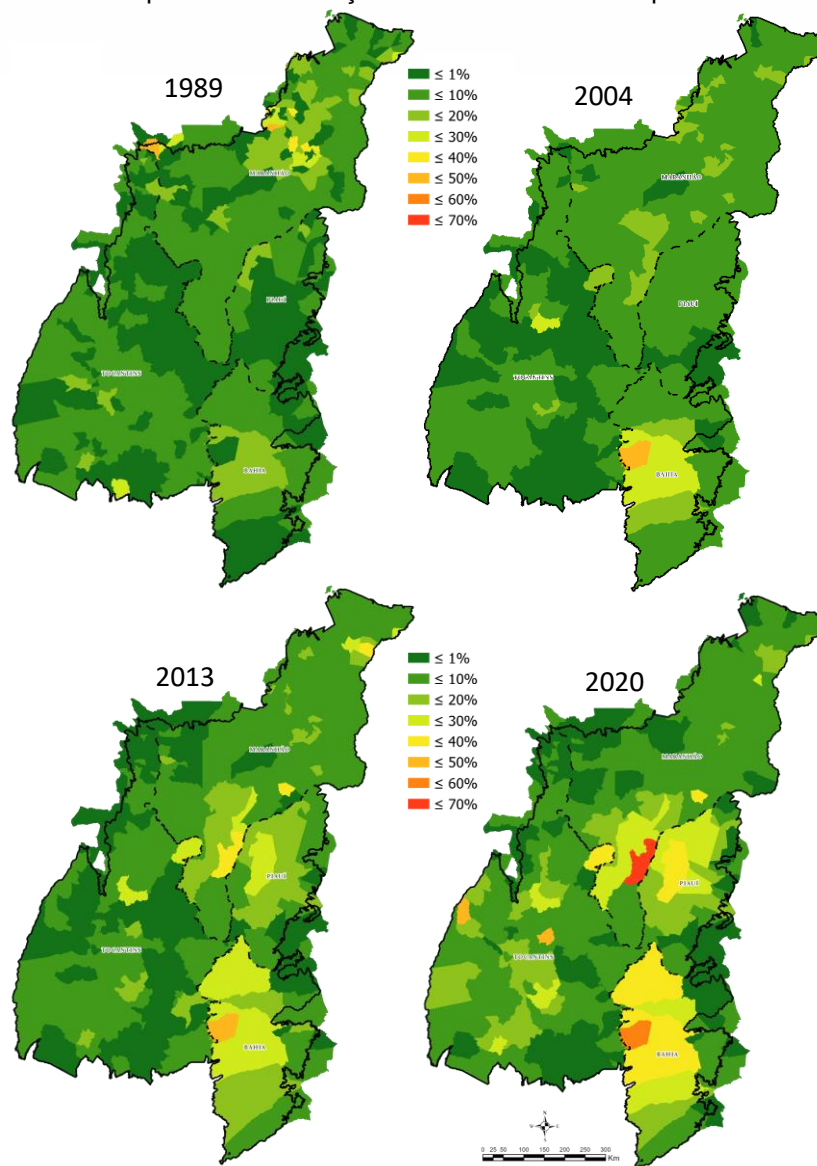 1989
2004
≤ 1%
≤ 10%
≤ 20%
≤ 30%
≤ 40%
≤ 50%
≤ 60%
≤ 70%
MARANHÃO
MARANHÃO
PIAUÍ
PIAUÍ
TOCANTINS
TOCANTINS
BAHIA
BAHIA
2013
2020
≤ 1%
≤ 10%
≤ 20%
≤ 30%
≤ 40%
≤ 50%
≤ 60%
≤ 70%
MARANHÃO
MARANHÃO
PIAUÍ
PIAUÍ
TOCANTINS
TOCANTINS
BAHIA
BAHIA
N
W E
S
0 25 50 100 150 200 250 300
Km